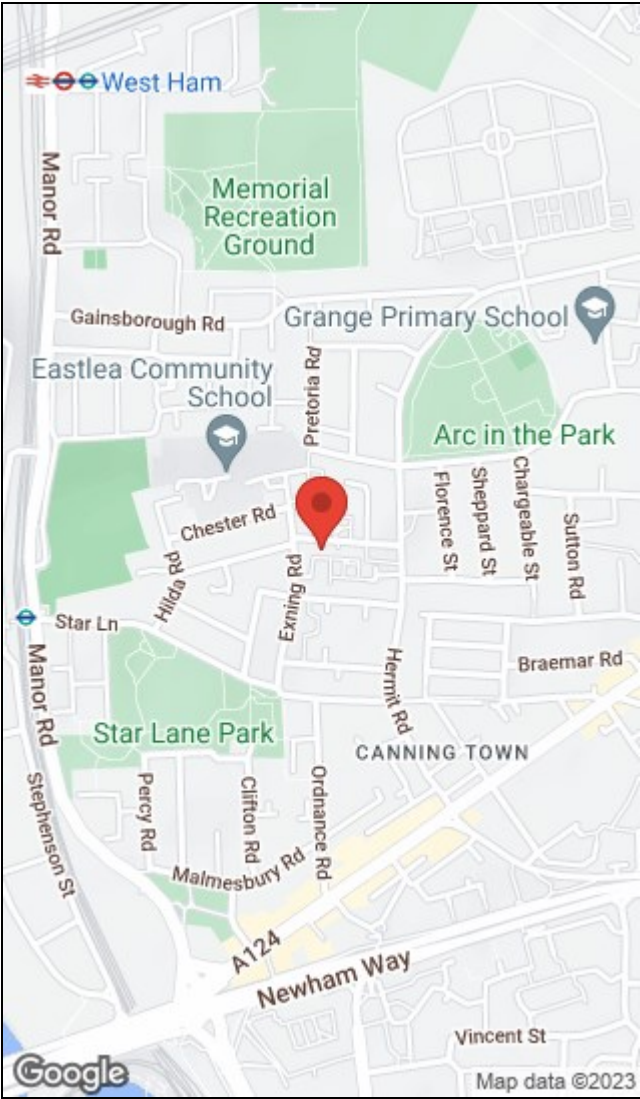 West Ham
Manor Rd
Memorial
Recreation
Ground
Gainsborough Rd
Grange Primary School
Eastlea Community
School
Pretoria Rd
Arc in the Park
Chester Rd
Florence St
Sheppard St
Chargeable St
Sutton Rd
Hilda Rd
Exning Rd
Star Ln
Manor Rd
Hermit Rd
Braemar Rd
Star Lane Park
CANNING TOWN
Stephenson St
Percy Rd
Clifton Rd
Ordnance Rd
Malmesbury Rd
A124
Newham Way
Vincent St
Google
Map data ©2023